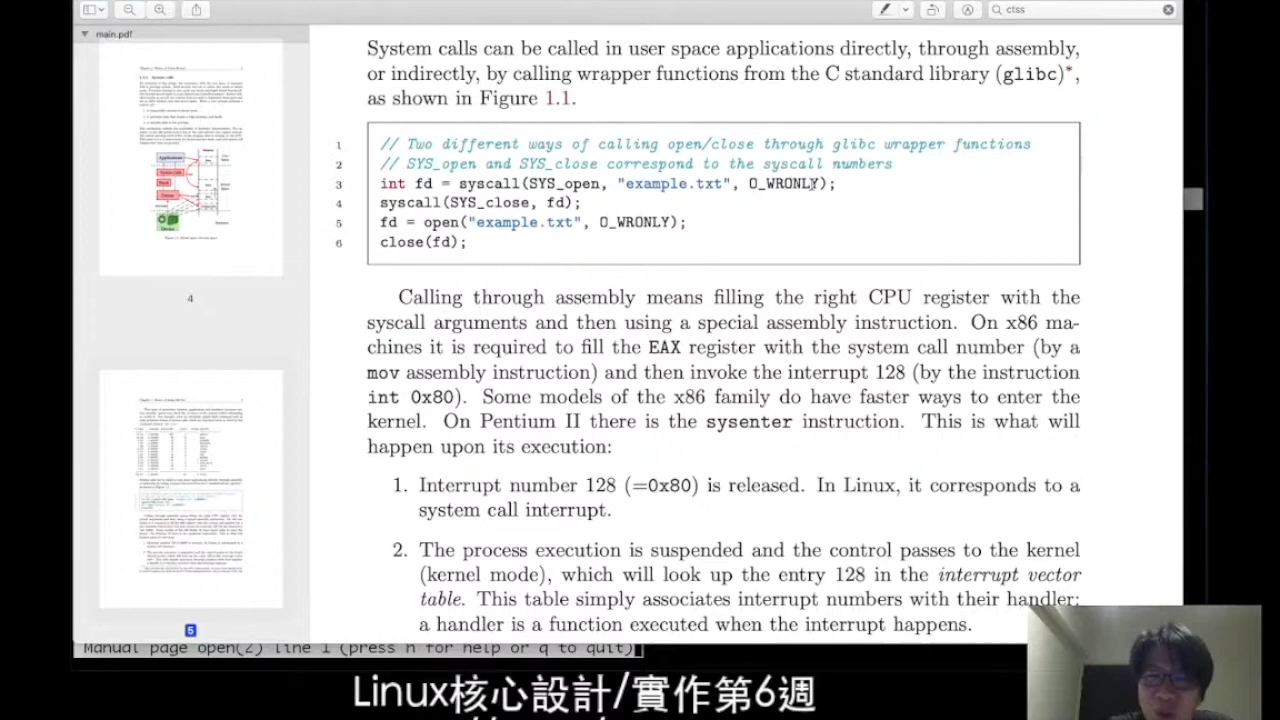 ctss
main.pdf
System calls can be called in user space applications directly, through assembly,
or indirectly, by calling wrapper functions from the C standard library (glibc)*,
as shown in Figure 1.1.
1 // Two different ways of calling open/close through glibc wrapper functions
2 // SYS_open and SYS_close correspond to the syscall numbers
3 int fd = syscall(SYS_open, "example.txt", O_WRONLY);
4 syscall(SYS_close, fd);
5 fd = open("example.txt", O_WRONLY);
6 close(fd);
Calling through assembly means filling the right CPU register with the
syscall arguments and then using a special assembly instruction. On x86 ma-
chines it is required to fill the EAX register with the system call number (by a
mov assembly instruction) and then invoke the interrupt 128 (by the instruction
int 0x80). Some models of the x86 family do have faster ways to enter the
kernel mode. For instance is the sysenter instruction. This is what will
happen upon execution:
1. Interrupt number 128 (=0x80) is released. In Linux, it corresponds to a
system call interrupt.
2. The process execution is suspended and the control passes to the kernel
(kernel mode), which will look up the entry 128 in the interrupt vector
table. This table simply associates interrupt numbers with their handler;
a handler is a function executed when the interrupt happens.
4
5
Manual page open(2) line 1 (press h for help or q to quit)
Linux核心設計/實作第6週